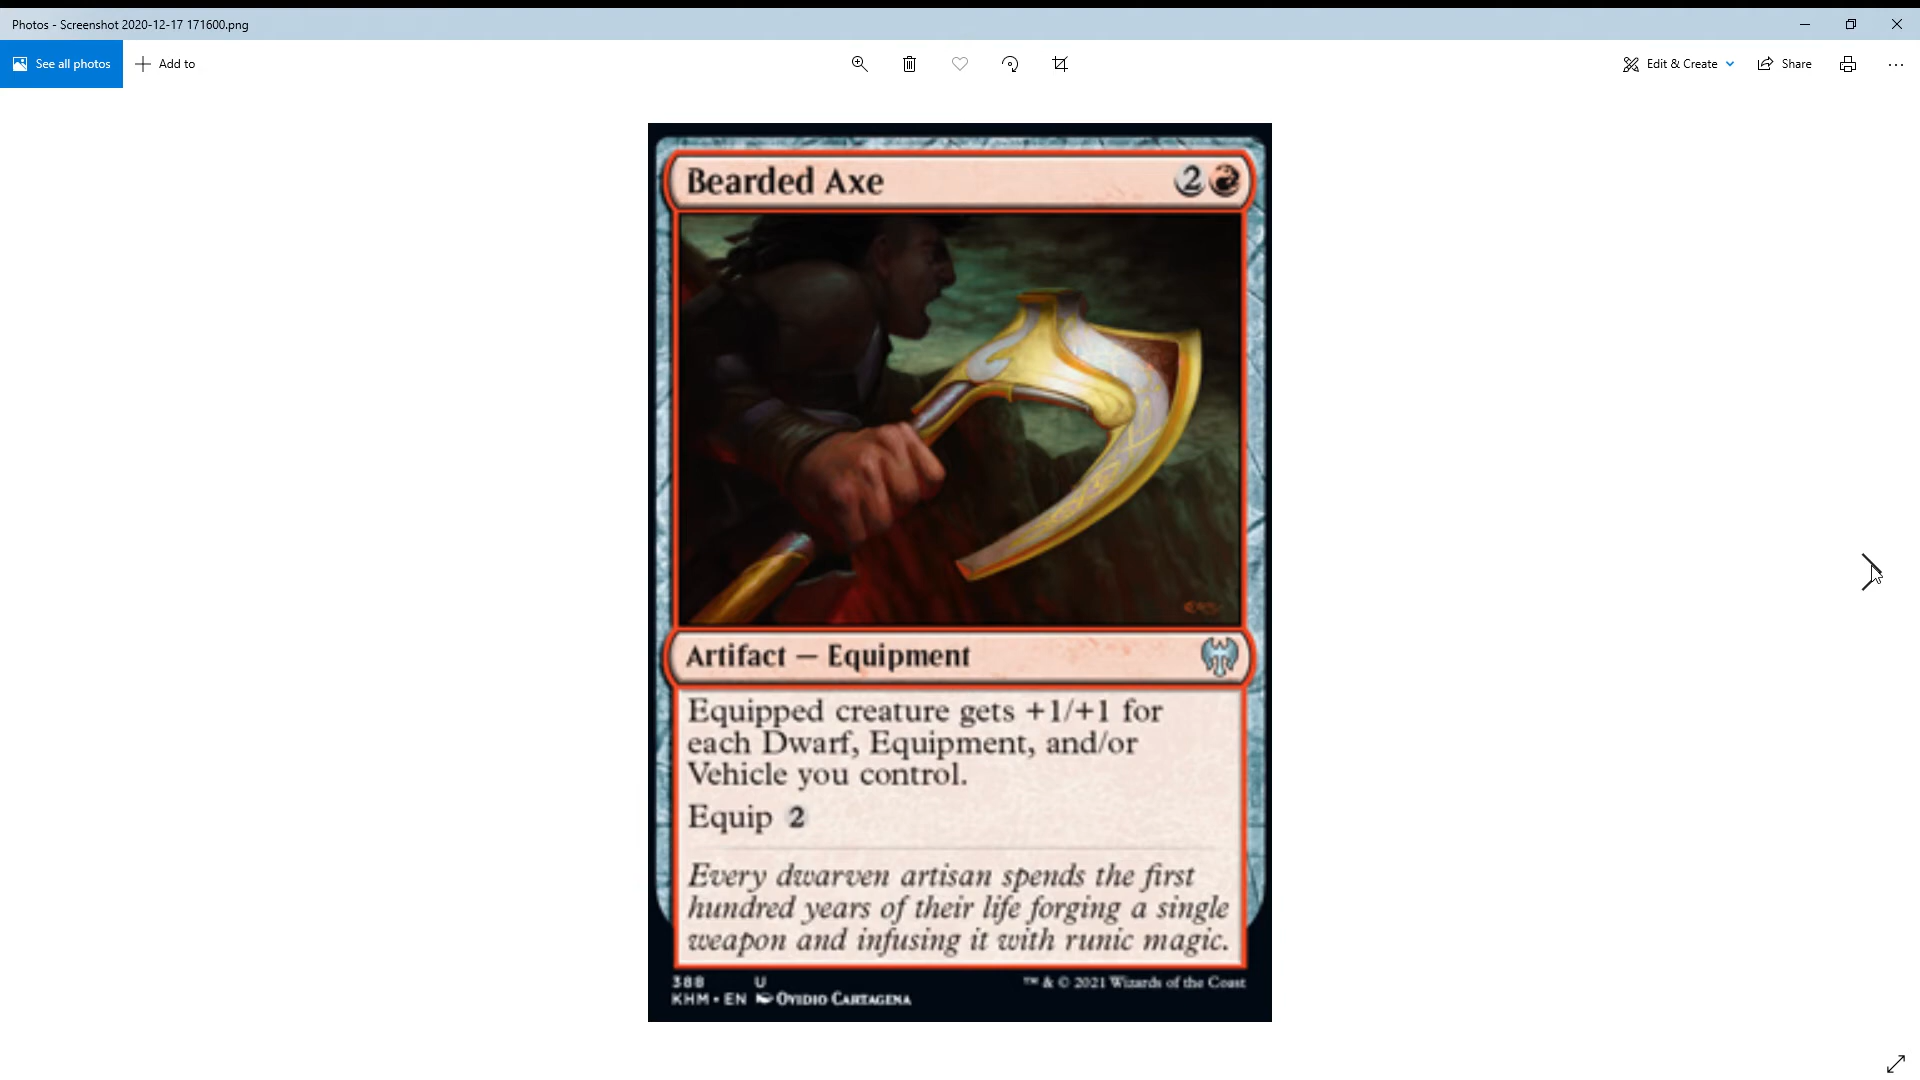 Photos - Screenshot 2020-12-17 171600.png
See all photos
Add to
Edit & Create
Share
Bearded Axe
2
Artifact — Equipment
Equipped creature gets +1/+1 for
each Dwarf, Equipment, and/or
Vehicle you control.
Equip 2
Every dwarven artisan spends the first
hundred years of their life forging a single
weapon and infusing it with runic magic.
388 U
™ & © 2021 Wizards of the Coast
KHM • EN Ovidio Cartagena